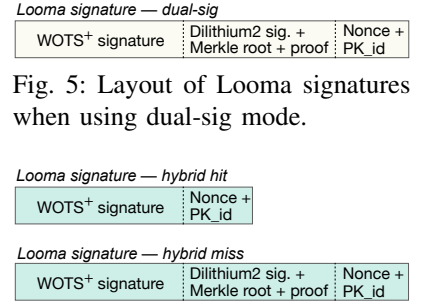 Looma signature — dual-sig
WOTS+ signature
Dilithium2 sig. +
Merkle root + proof
Nonce +
PK_id
Fig. 5: Layout of Looma signatures
when using dual-sig mode.
Looma signature — hybrid hit
WOTS+ signature
Nonce +
PK_id
Looma signature — hybrid miss
WOTS+ signature
Dilithium2 sig. +
Merkle root + proof
Nonce +
PK_id